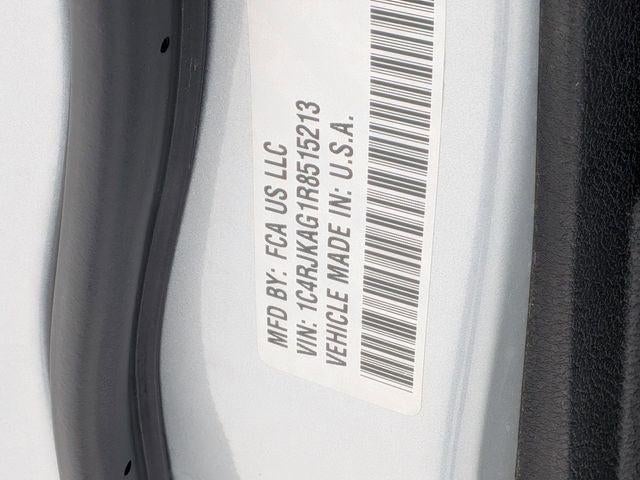 MFD BY: FCA US LLC
VIN: 1C4RJKAG1R8515213
VEHICLE MADE IN: U.S.A.